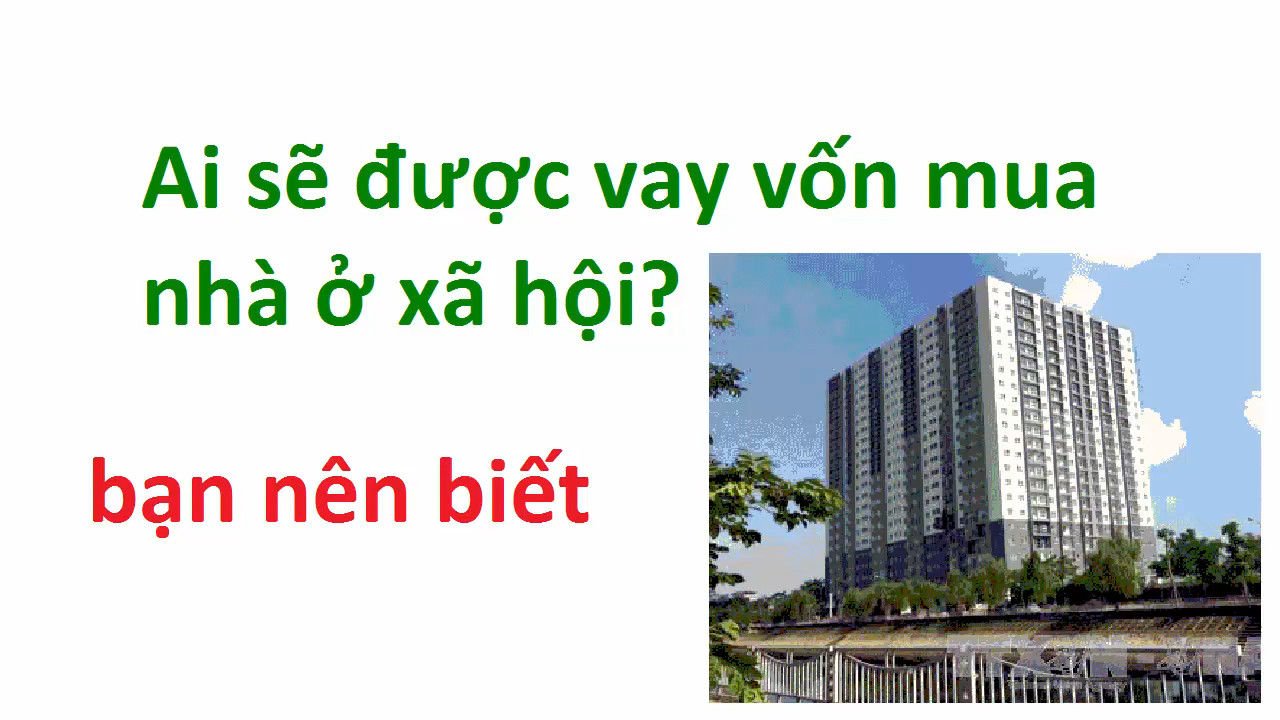 Ai sẽ được vay vốn mua
nhà ở xã hội?
bạn nên biết